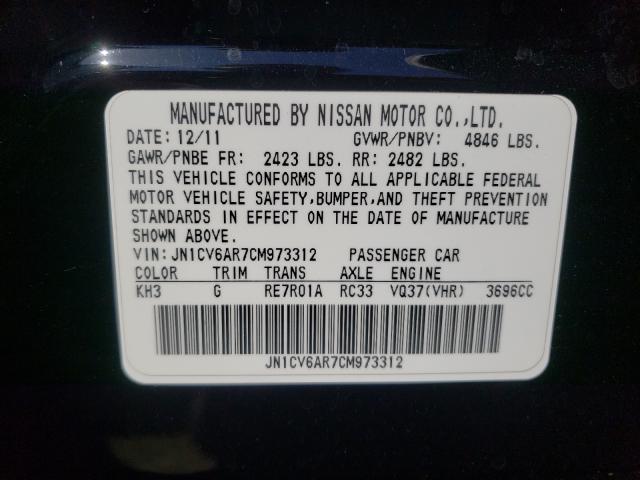 MANUFACTURED BY NISSAN MOTOR CO.,LTD.
DATE: 12/11 GVWR/PNBV: 4846 LBS.
GAWR/PNBE FR: 2423 LBS. RR: 2482 LBS.
THIS VEHICLE CONFORMS TO ALL APPLICABLE FEDERAL
MOTOR VEHICLE SAFETY,BUMPER,AND THEFT PREVENTION
STANDARDS IN EFFECT ON THE DATE OF MANUFACTURE
SHOWN ABOVE.
VIN:JN1CV6AR7CM973312 PASSENGER CAR
COLOR TRIM TRANS AXLE ENGINE
KH3 G RE7R01A RC33 VQ37(VHR) 3696CC
JN1CV6AR7CM973312